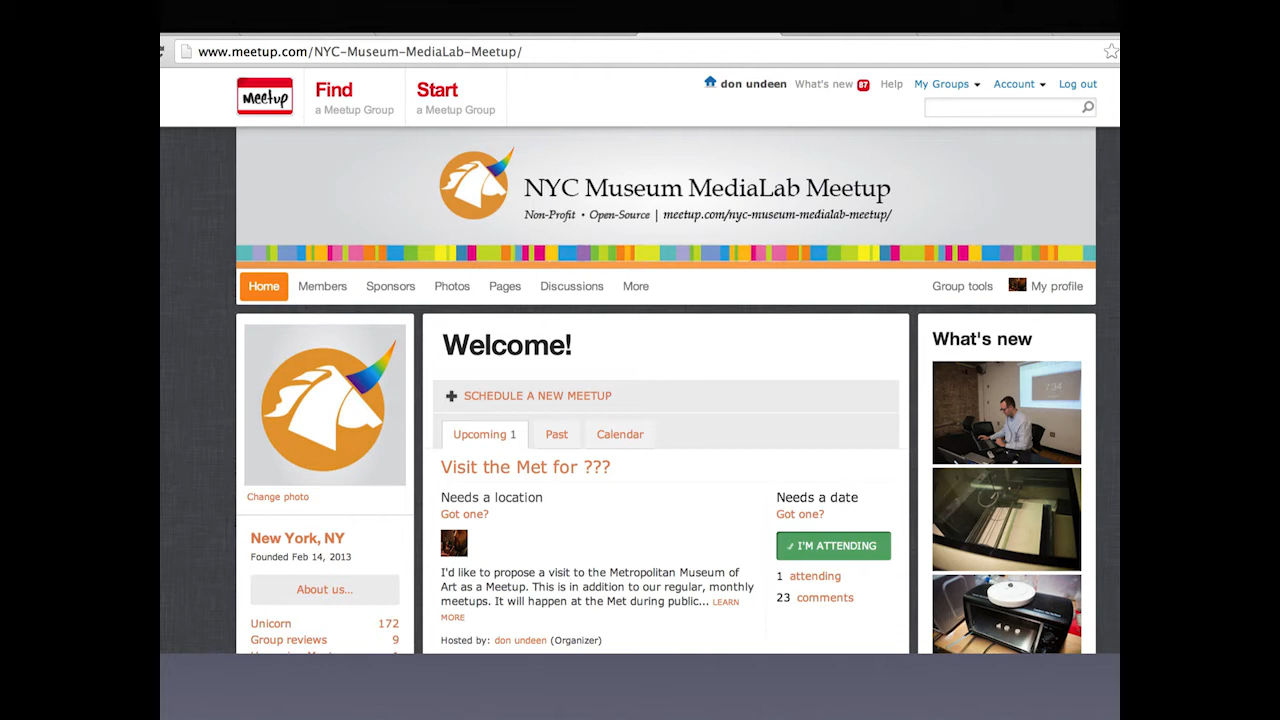 www.meetup.com/NYC-Museum-MediaLab-Meetup/
Meetup
Find
a Meetup Group
Start
a Meetup Group
don undeen What's new 87 Help My Groups Account Log out
NYC Museum MediaLab Meetup
Non-Profit • Open-Source | meetup.com/nyc-museum-medialab-meetup/
Home Members Sponsors Photos Pages Discussions More Group tools My profile
Change photo
New York, NY
Founded Feb 14, 2013
About us...
Unicorn 172
Group reviews 9
Welcome!
SCHEDULE A NEW MEETUP
Upcoming 1 Past Calendar
Visit the Met for ???
Needs a location
Got one?
I'd like to propose a visit to the Metropolitan Museum of
Art as a Meetup. This is in addition to our regular, monthly
meetups. It will happen at the Met during public... LEARN
MORE
Hosted by: don undeen (Organizer)
Needs a date
Got one?
I'M ATTENDING
1 attending
23 comments
What's new
734